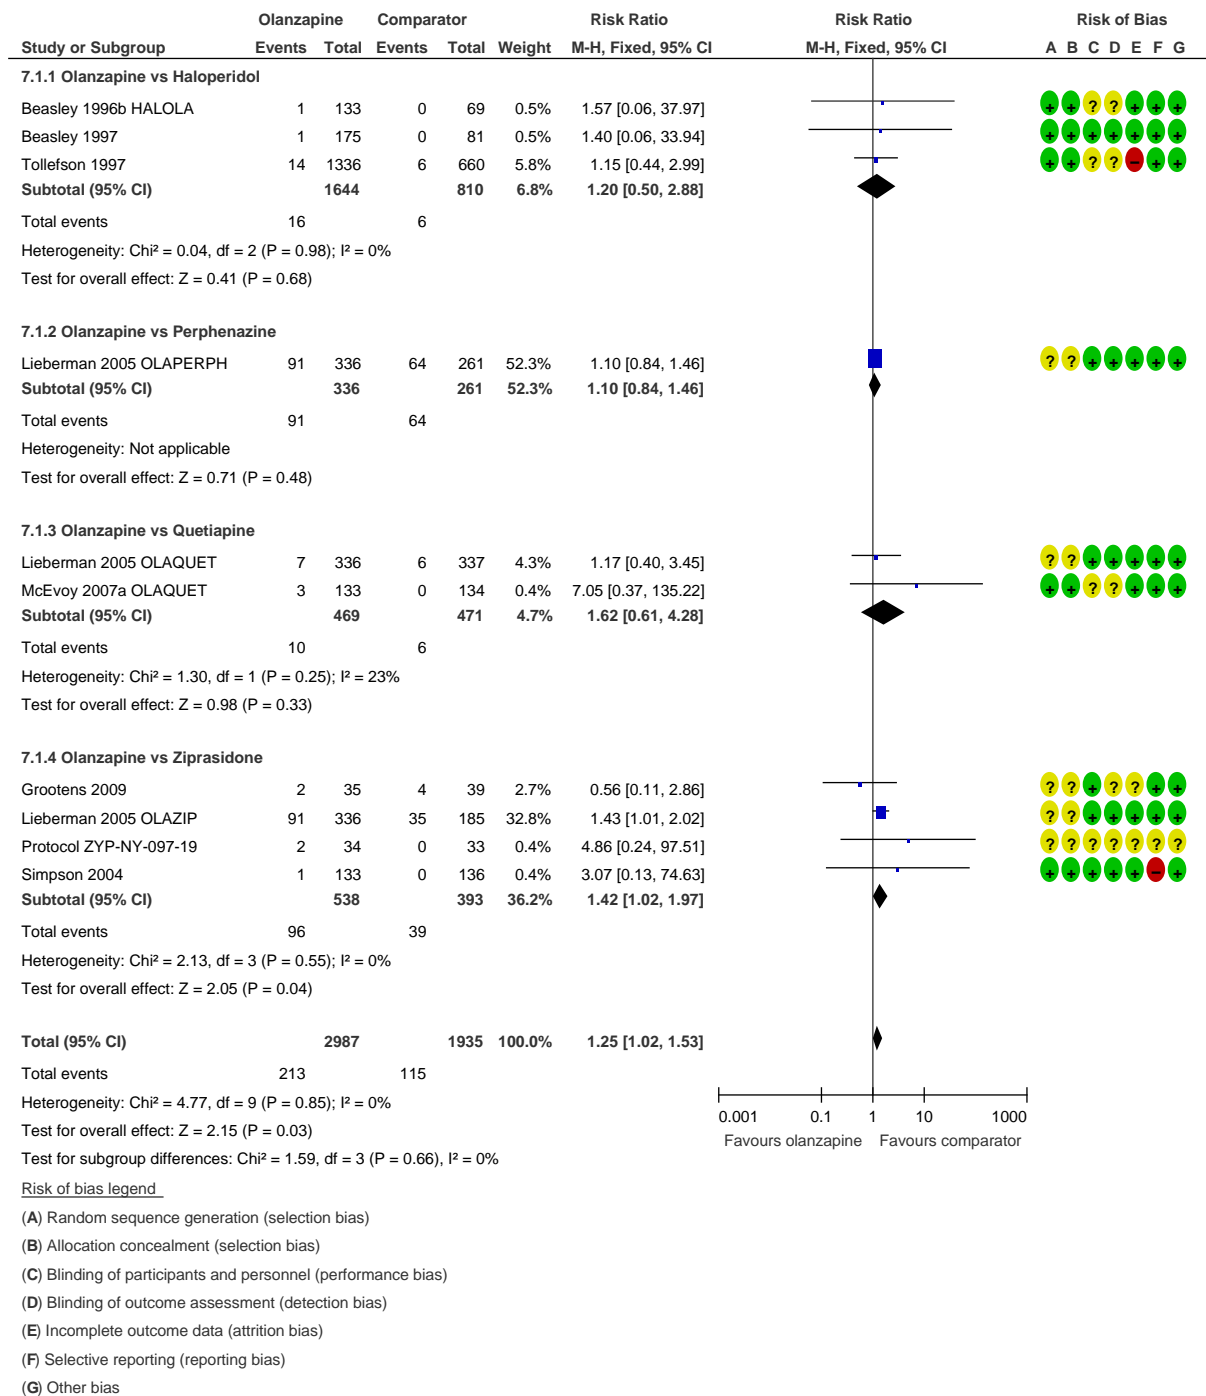 Olanzapine Comparator Risk Ratio Risk Ratio Risk of Bias
Study or Subgroup Events Total Events Total Weight M-H, Fixed, 95% CI M-H, Fixed, 95% CI A B C D E F G
7.1.1 Olanzapine vs Haloperidol
Beasley 1996b HALOLA 1 133 0 69 0.5% 1.57 [0.06, 37.97] + + ? ? + + +
Beasley 1997 1 175 0 81 0.5% 1.40 [0.06, 33.94] + + + + + + +
Tollefson 1997 14 1336 6 660 5.8% 1.15 [0.44, 2.99] + + ? ? – + +
Subtotal (95% CI) 1644 810 6.8% 1.20 [0.50, 2.88]
Total events 16 6
Heterogeneity: Chi² = 0.04, df = 2 (P = 0.98); I² = 0%
Test for overall effect: Z = 0.41 (P = 0.68)
7.1.2 Olanzapine vs Perphenazine
Lieberman 2005 OLAPERPH 91 336 64 261 52.3% 1.10 [0.84, 1.46] ? ? + + + + +
Subtotal (95% CI) 336 261 52.3% 1.10 [0.84, 1.46]
Total events 91 64
Heterogeneity: Not applicable
Test for overall effect: Z = 0.71 (P = 0.48)
7.1.3 Olanzapine vs Quetiapine
Lieberman 2005 OLAQUET 7 336 6 337 4.3% 1.17 [0.40, 3.45] ? ? + + + + +
McEvoy 2007a OLAQUET 3 133 0 134 0.4% 7.05 [0.37, 135.22] + + ? ? + + +
Subtotal (95% CI) 469 471 4.7% 1.62 [0.61, 4.28]
Total events 10 6
Heterogeneity: Chi² = 1.30, df = 1 (P = 0.25); I² = 23%
Test for overall effect: Z = 0.98 (P = 0.33)
7.1.4 Olanzapine vs Ziprasidone
Grootens 2009 2 35 4 39 2.7% 0.56 [0.11, 2.86] ? ? + ? ? + +
Lieberman 2005 OLAZIP 91 336 35 185 32.8% 1.43 [1.01, 2.02] ? ? + + + + +
Protocol ZYP-NY-097-19 2 34 0 33 0.4% 4.86 [0.24, 97.51] ? ? ? ? ? ? ?
Simpson 2004 1 133 0 136 0.4% 3.07 [0.13, 74.63] + + + + + – +
Subtotal (95% CI) 538 393 36.2% 1.42 [1.02, 1.97]
Total events 96 39
Heterogeneity: Chi² = 2.13, df = 3 (P = 0.55); I² = 0%
Test for overall effect: Z = 2.05 (P = 0.04)
Total (95% CI) 2987 1935 100.0% 1.25 [1.02, 1.53]
Total events 213 115
Heterogeneity: Chi² = 4.77, df = 9 (P = 0.85); I² = 0%
Test for overall effect: Z = 2.15 (P = 0.03)
Test for subgroup differences: Chi² = 1.59, df = 3 (P = 0.66), I² = 0%
0.001 0.1 1 10 1000
Favours olanzapine Favours comparator
Risk of bias legend
(A) Random sequence generation (selection bias)
(B) Allocation concealment (selection bias)
(C) Blinding of participants and personnel (performance bias)
(D) Blinding of outcome assessment (detection bias)
(E) Incomplete outcome data (attrition bias)
(F) Selective reporting (reporting bias)
(G) Other bias